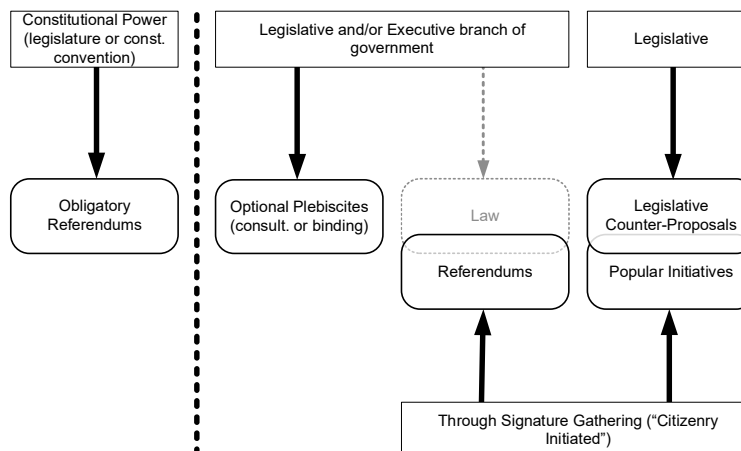 Constitutional Power
(legislature or const.
convention)
Legislative and/or Executive branch of
government
Legislative
Obligatory
Referendums
Optional Plebiscites
(consult. or binding)
Law
Legislative
Counter-Proposals
Referendums
Popular Initiatives
Through Signature Gathering (“Citizenry
Initiated”)